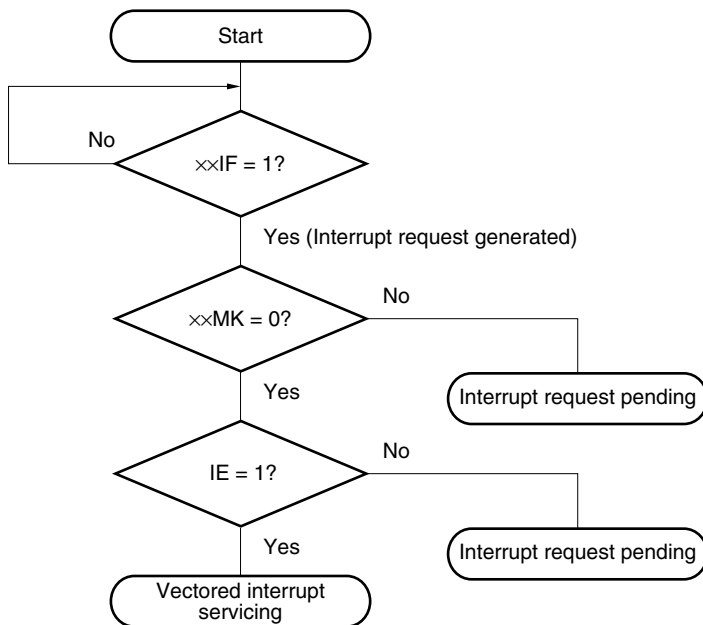 Start
No
××IF = 1?
Yes (Interrupt request generated)
××MK = 0?
No
Yes
Interrupt request pending
IE = 1?
No
Yes
Interrupt request pending
Vectored interrupt
servicing